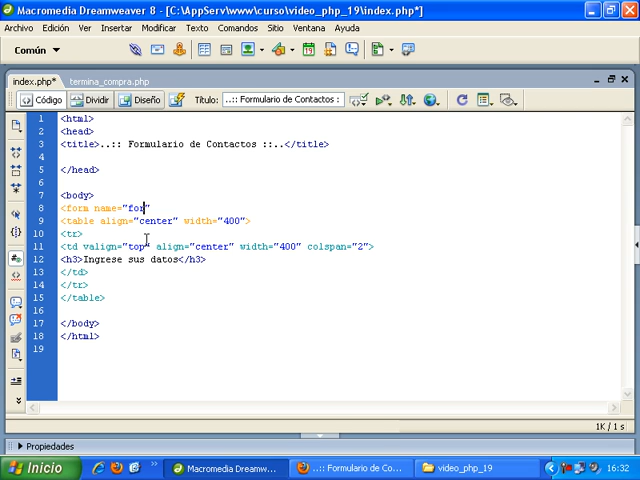 Macromedia Dreamweaver 8 - [C:\AppServ\www\curso\video_php_19\index.php*]
Archivo Edición Ver Insertar Modificar Texto Comandos Sitio Ventana Ayuda
Común
index.php* termina_compra.php
Código Dividir Diseño Título: ..:: Formulario de Contactos :
1 <html>
2 <head>
3 <title>..:: Formulario de Contactos ::..</title>
4
5 </head>
6
7 <body>
8 <form name="for"
9 <table align="center" width="400">
10 <tr>
11 <td valign="top" align="center" width="400" colspan="2">
12 <h3>Ingrese sus datos</h3>
13 </td>
14 </tr>
15 </table>
16
17 </body>
18 </html>
19
1K / 1 s
Propiedades
Inicio Macromedia Dreamw... ..:: Formulario de Co... video_php_19 16:32